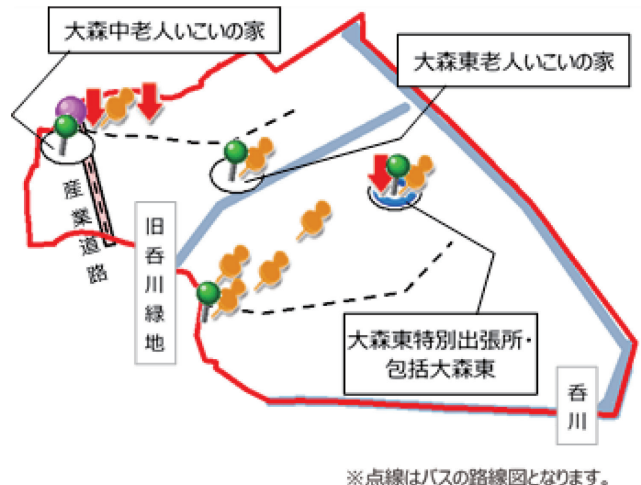 大森中老人いこいの家
大森東老人いこいの家
産業道路
旧呑川緑地
大森東特別出張所・
包括大森東
呑川
※点線はバスの路線図となります。